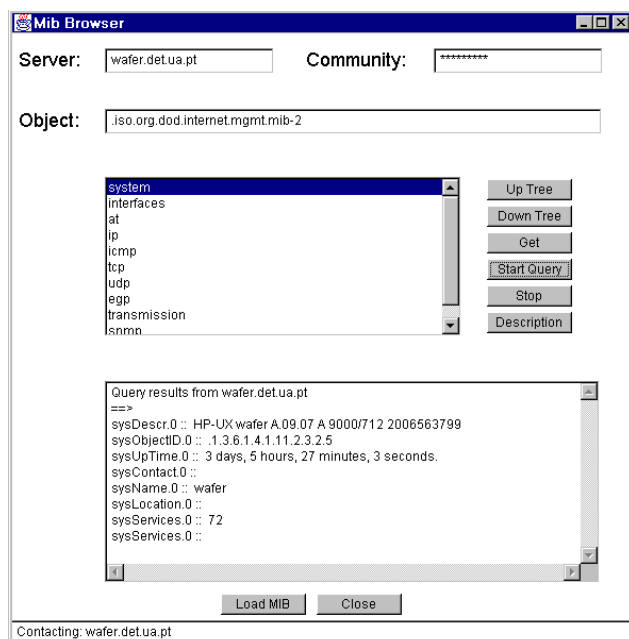 Mib Browser
Server: wafer.det.ua.pt Community: *********
Object: .iso.org.dod.internet.mgmt.mib-2
system
interfaces
at
ip
icmp
tcp
udp
egp
transmission
snmp
Up Tree
Down Tree
Get
Start Query
Stop
Description
Query results from wafer.det.ua.pt
==>
sysDescr.0 :: HP-UX wafer A.09.07 A 9000/712 2006563799
sysObjectID.0 :: .1.3.6.1.4.1.11.2.3.2.5
sysUpTime.0 :: 3 days, 5 hours, 27 minutes, 3 seconds.
sysContact.0 ::
sysName.0 :: wafer
sysLocation.0 ::
sysServices.0 :: 72
sysServices.0 ::
Load MIB Close
Contacting: wafer.det.ua.pt